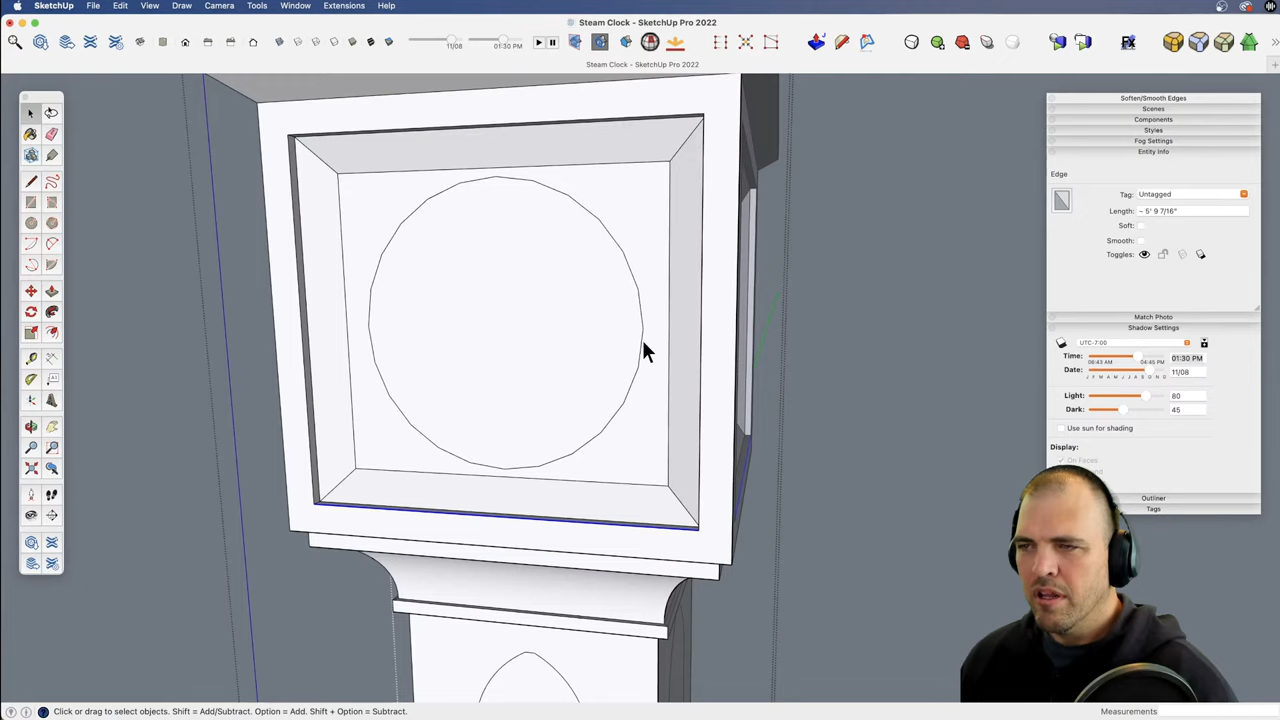 SketchUp File Edit View Draw Camera Tools Window Extensions Help
Steam Clock - SketchUp Pro 2022
11/08 01:30 PM
Steam Clock - SketchUp Pro 2022
Soften/Smooth Edges
Scenes
Components
Styles
Fog Settings
Entity Info
Edge
Tag: Untagged
Length: ~ 5' 9 7/16"
Soft:
Smooth:
Toggles:
Match Photo
Shadow Settings
UTC-7:00
Time: 06:43 AM 04:45 PM 01:30 PM
Date: J F M A M J J A S O N D 11/08
Light: 80
Dark: 45
Use sun for shading
Display:
On Faces
Outliner
Tags
Click or drag to select objects. Shift = Add/Subtract. Option = Add. Shift + Option = Subtract.
Measurements